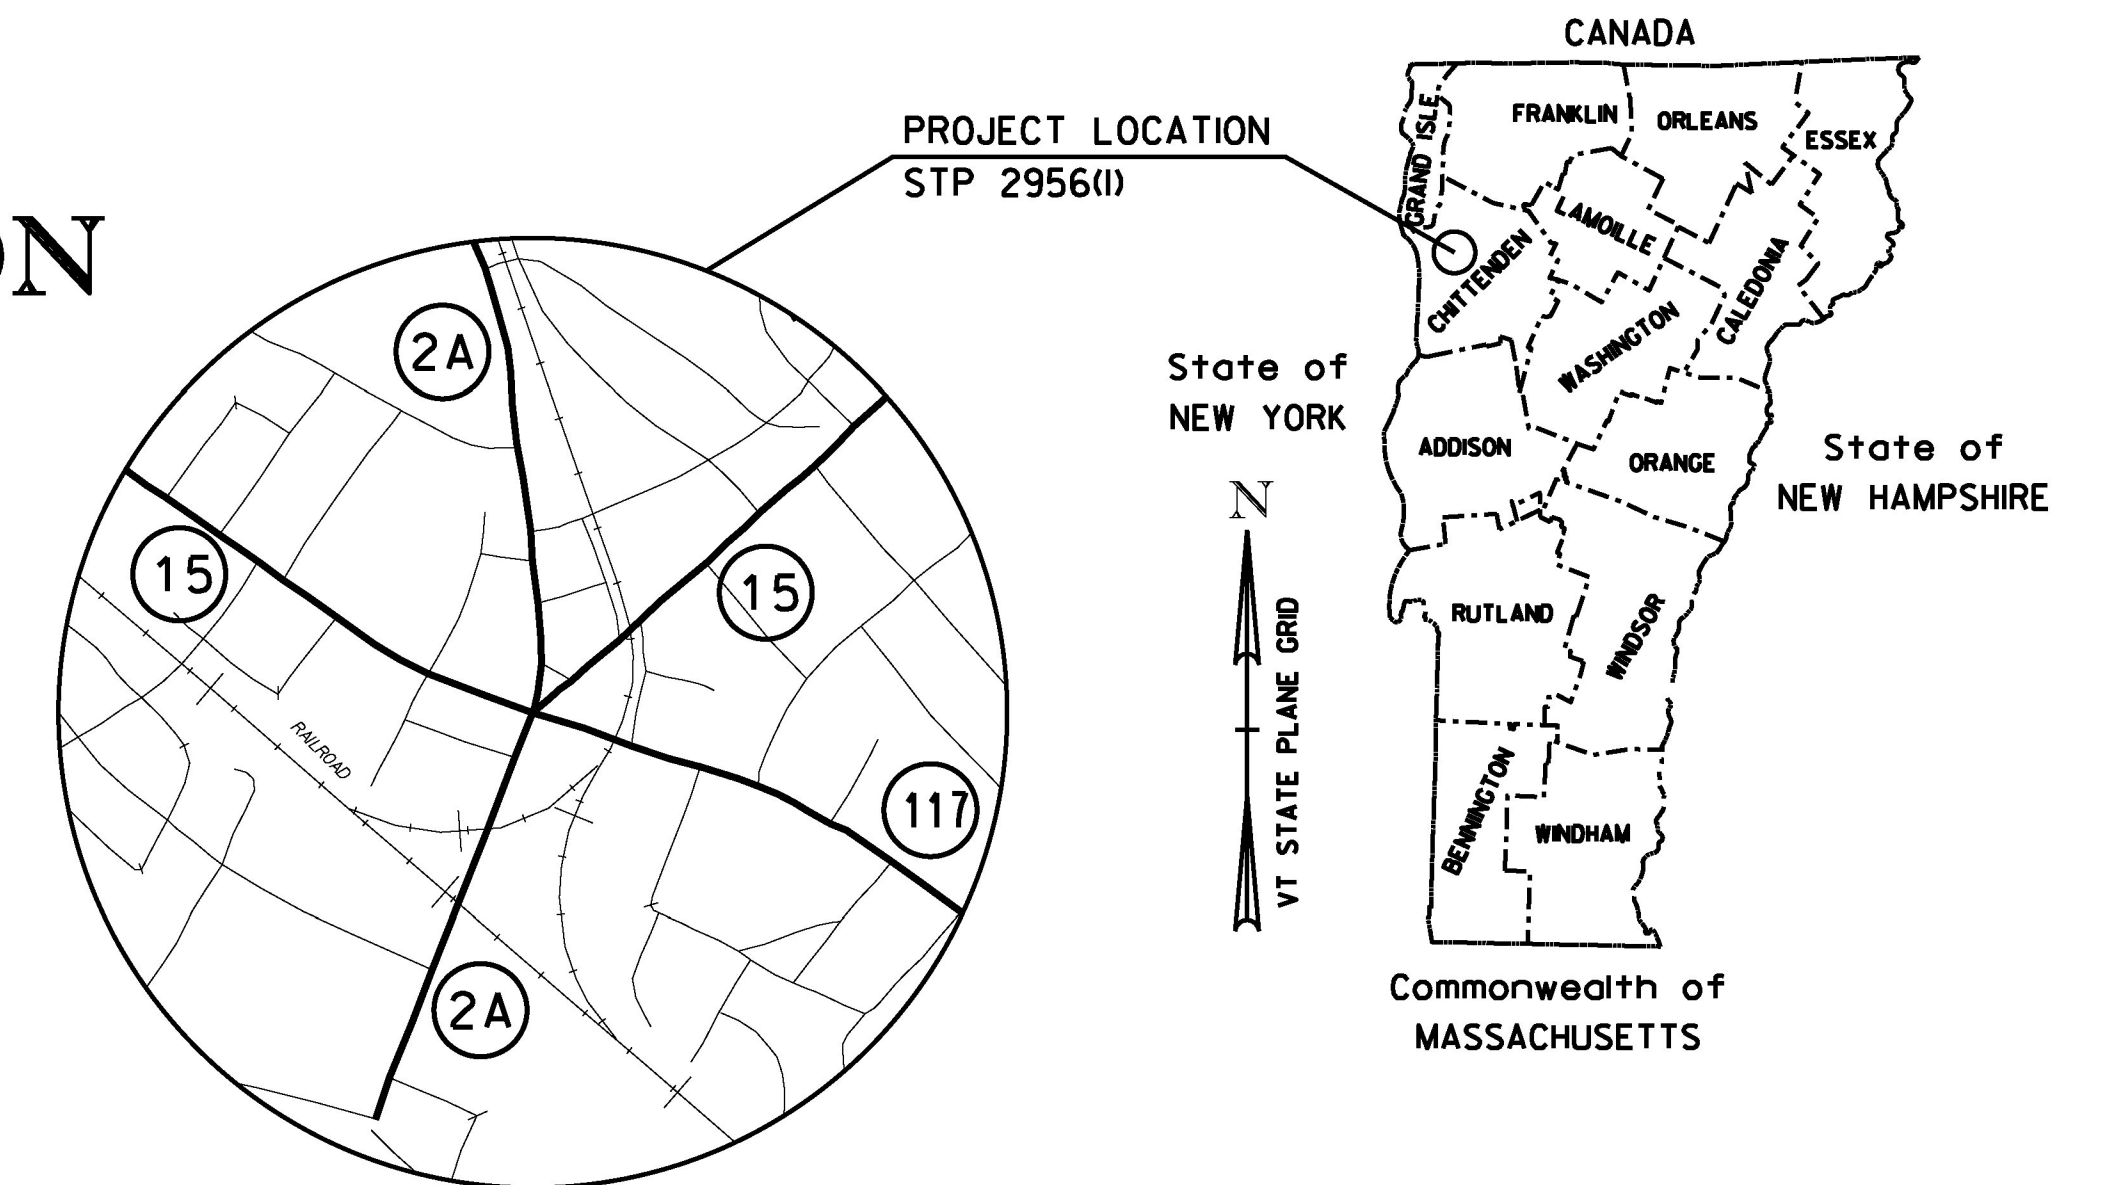 CANADA
PROJECT LOCATION
STP 2956(1)
N
GRAND ISLE
FRANKLIN
ORLEANS
ESSEX
LAMOILLE
CHITTENDEN
CALEDONIA
WASHINGTON
State of
NEW YORK
ADDISON
ORANGE
State of
NEW HAMPSHIRE
N
VT STATE PLANE GRID
RUTLAND
WINDSOR
BENNINGTON
WINDHAM
Commonwealth of
MASSACHUSETTS
2A
15
15
RAILROAD
117
2A